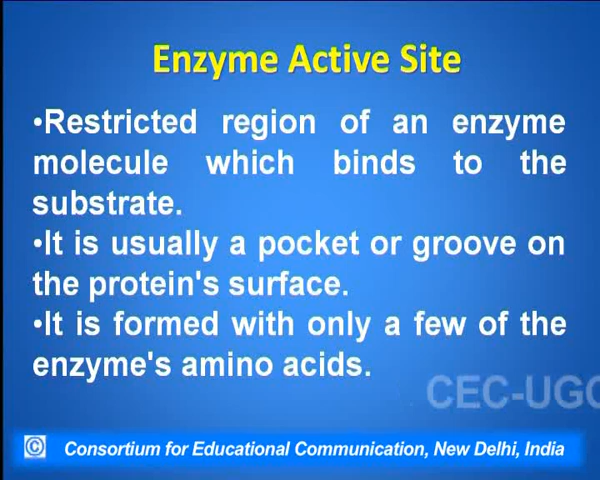 Enzyme Active Site
•Restricted region of an enzyme
molecule which binds to the
substrate.
•It is usually a pocket or groove on
the protein's surface.
•It is formed with only a few of the
enzyme's amino acids.
CEC-UGC
© Consortium for Educational Communication, New Delhi, India